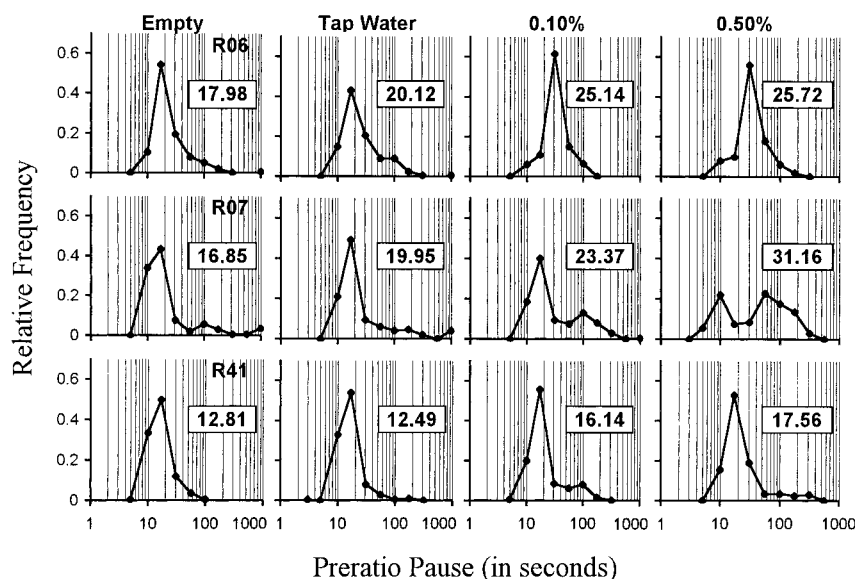 Empty Tap Water 0.10% 0.50%
R06
0.6
0.4
0.2
0
17.98 20.12 25.14 25.72
R07
0.6
0.4
0.2
0
16.85 19.95 23.37 31.16
R41
0.6
0.4
0.2
0
12.81 12.49 16.14 17.56
1 10 100 1000 1 10 100 1000 1 10 100 1000 1 10 100 1000
Relative Frequency
Preratio Pause (in seconds)